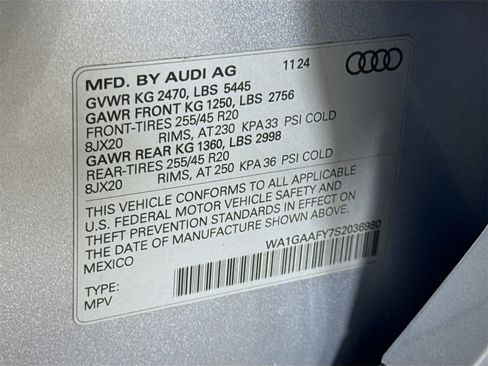 MFD. BY AUDI AG 11 24
GVWR KG 2470, LBS 5445
GAWR FRONT KG 1250, LBS 2756
FRONT-TIRES 255/45 R20
8JX20 RIMS, AT 230 KPA 33 PSI COLD
GAWR REAR KG 1360, LBS 2998
REAR-TIRES 255/45 R20
8JX20 RIMS, AT 250 KPA 36 PSI COLD
THIS VEHICLE CONFORMS TO ALL APPLICABLE
U.S. FEDERAL MOTOR VEHICLE SAFETY AND
THEFT PREVENTION STANDARDS IN EFFECT ON
THE DATE OF MANUFACTURE SHOWN ABOVE.
MEXICO
WA1GAAFY7S2036980
TYPE:
MPV